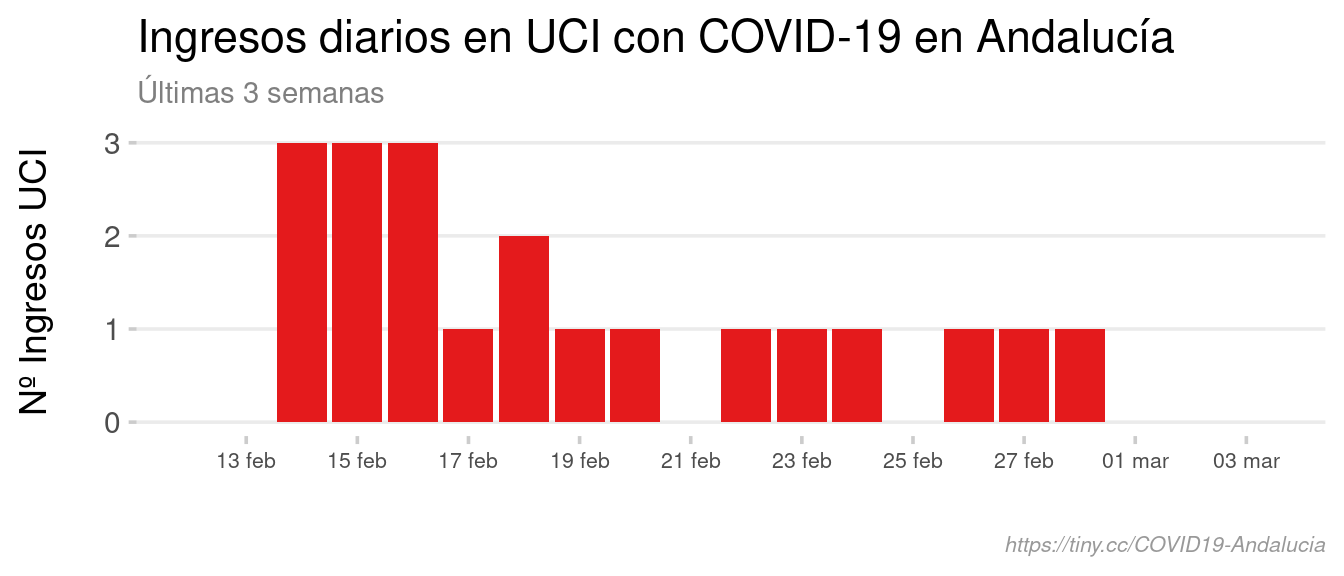 Ingresos diarios en UCI con COVID-19 en Andalucía
Últimas 3 semanas
Nº Ingresos UCI
3
2
1
0
13 feb 15 feb 17 feb 19 feb 21 feb 23 feb 25 feb 27 feb 01 mar 03 mar
https://tiny.cc/COVID19-Andalucia